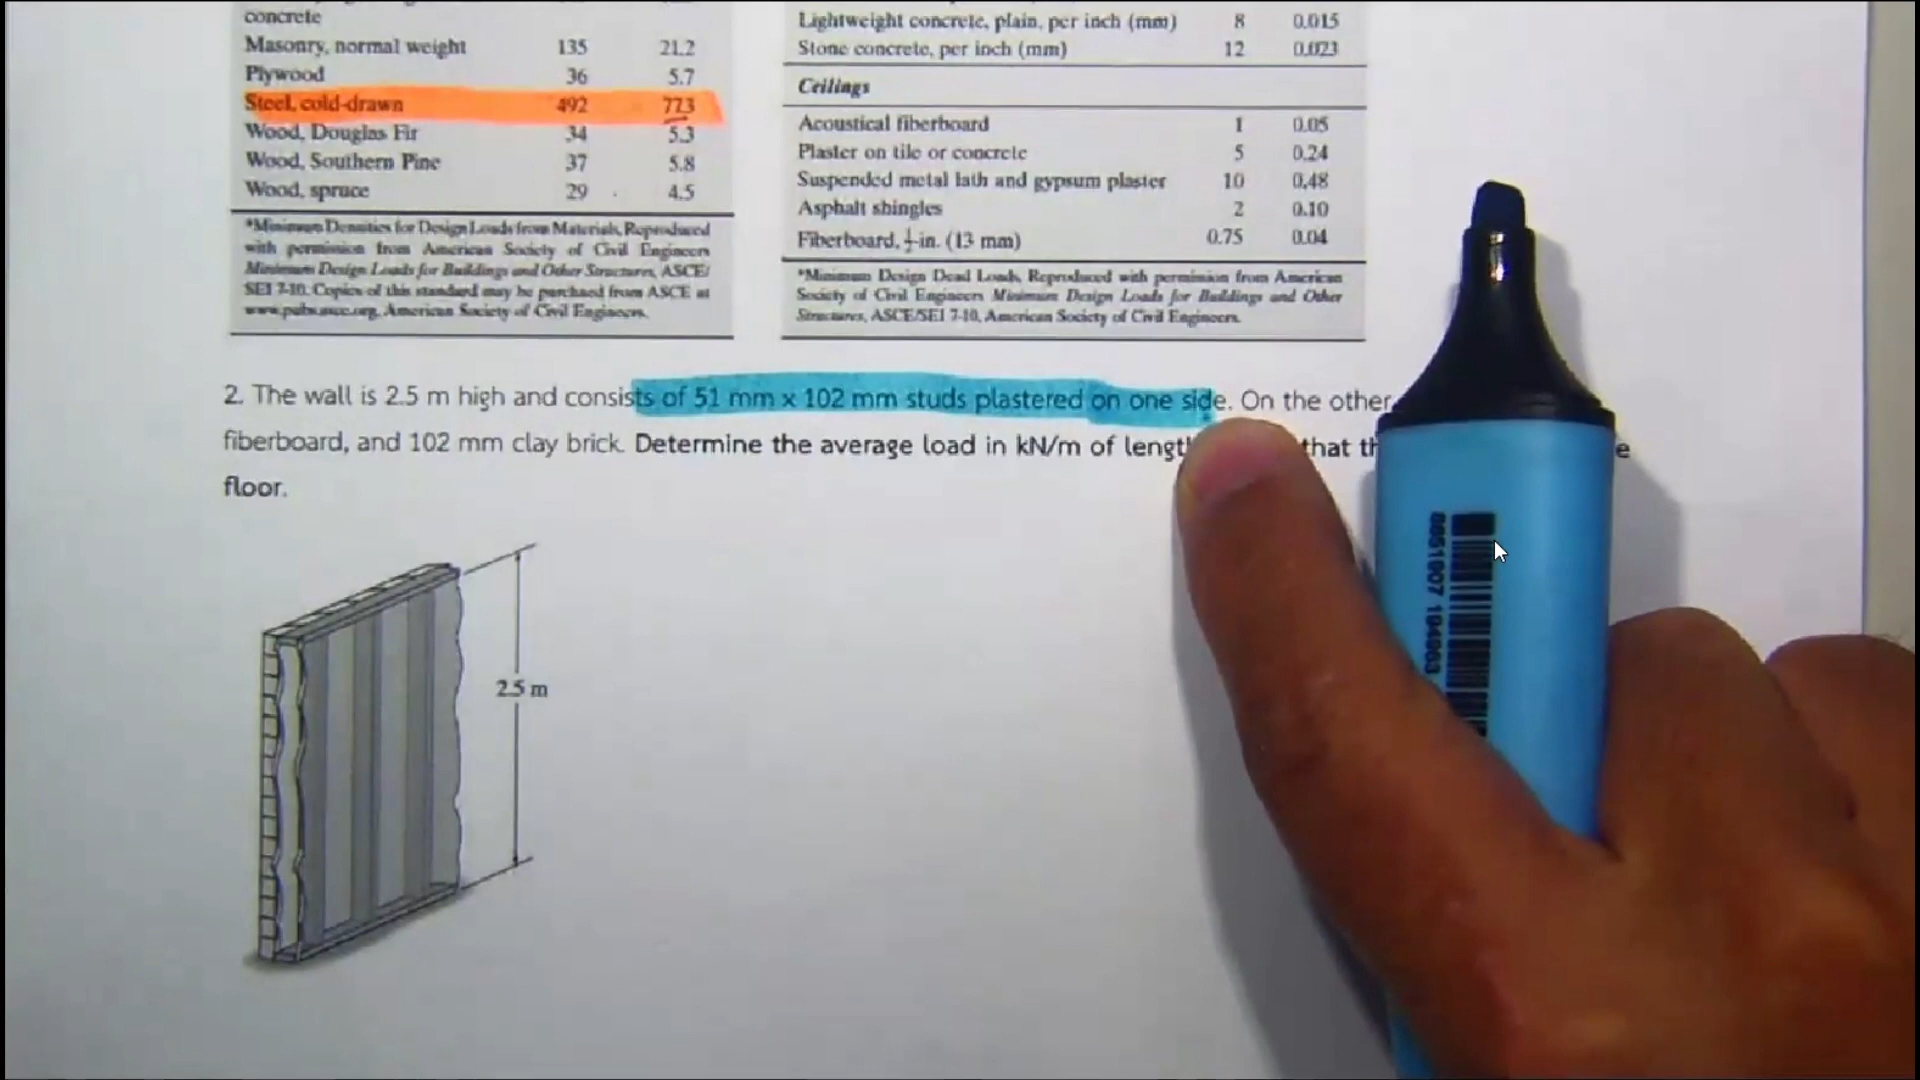 concrete
Masonry, normal weight 135 21.2
Plywood 36 5.7
Steel, cold-drawn 492 77.3
Wood, Douglas Fir 34 5.3
Wood, Southern Pine 37 5.8
Wood, spruce 29 4.5
*Minimum Densities for Design Loads from Materials. Reproduced
with permission from American Society of Civil Engineers
Minimum Design Loads for Buildings and Other Structures, ASCE/
SEI 7-10. Copies of this standard may be purchased from ASCE at
www.pubs.asce.org, American Society of Civil Engineers.
Lightweight concrete, plain, per inch (mm) 8 0.015
Stone concrete, per inch (mm) 12 0.023
Ceilings
Acoustical fiberboard 1 0.05
Plaster on tile or concrete 5 0.24
Suspended metal lath and gypsum plaster 10 0.48
Asphalt shingles 2 0.10
Fiberboard, ½-in. (13 mm) 0.75 0.04
*Minimum Design Dead Loads. Reproduced with permission from American
Society of Civil Engineers Minimum Design Loads for Buildings and Other
Structures, ASCE/SEI 7-10, American Society of Civil Engineers.
2. The wall is 2.5 m high and consists of 51 mm x 102 mm studs plastered on one side. On the other
fiberboard, and 102 mm clay brick. Determine the average load in kN/m of that
floor.
2.5 m